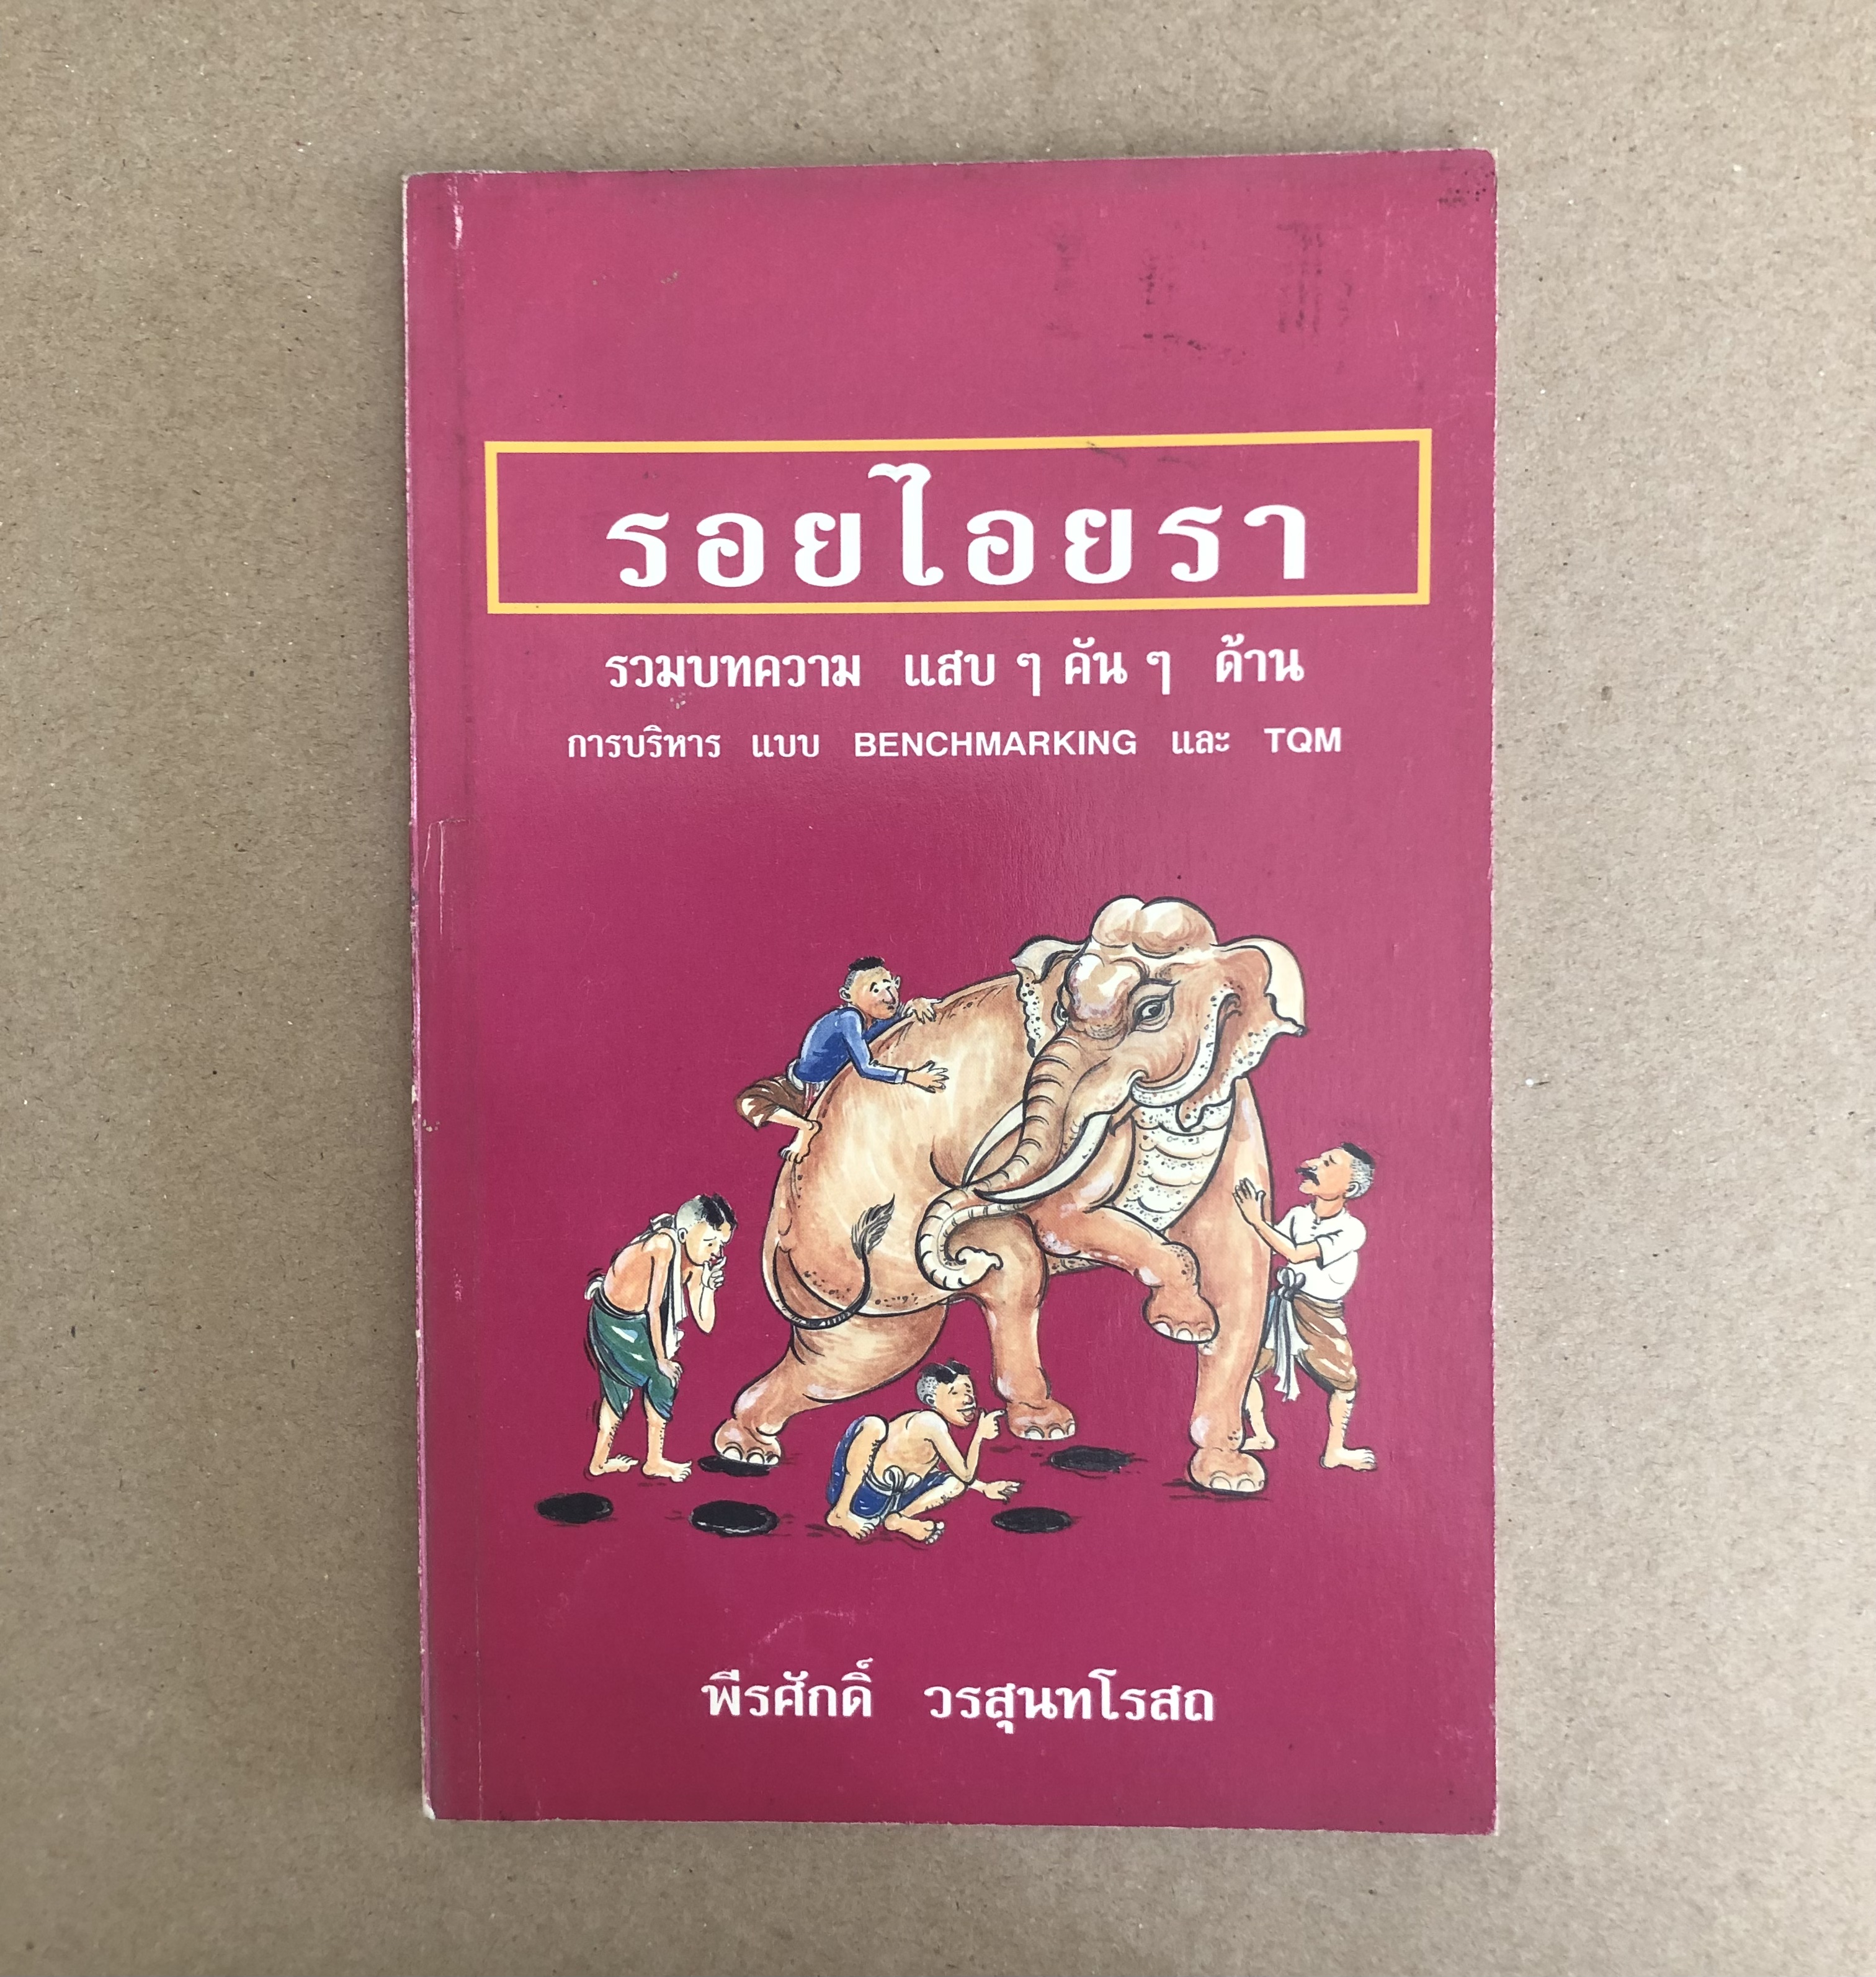 รอยไอยรา
รวมบทความ แสบ ๆ คัน ๆ ด้าน
การบริหาร แบบ BENCHMARKING และ TQM
พีรศักดิ์ วรสุนทโรสถ